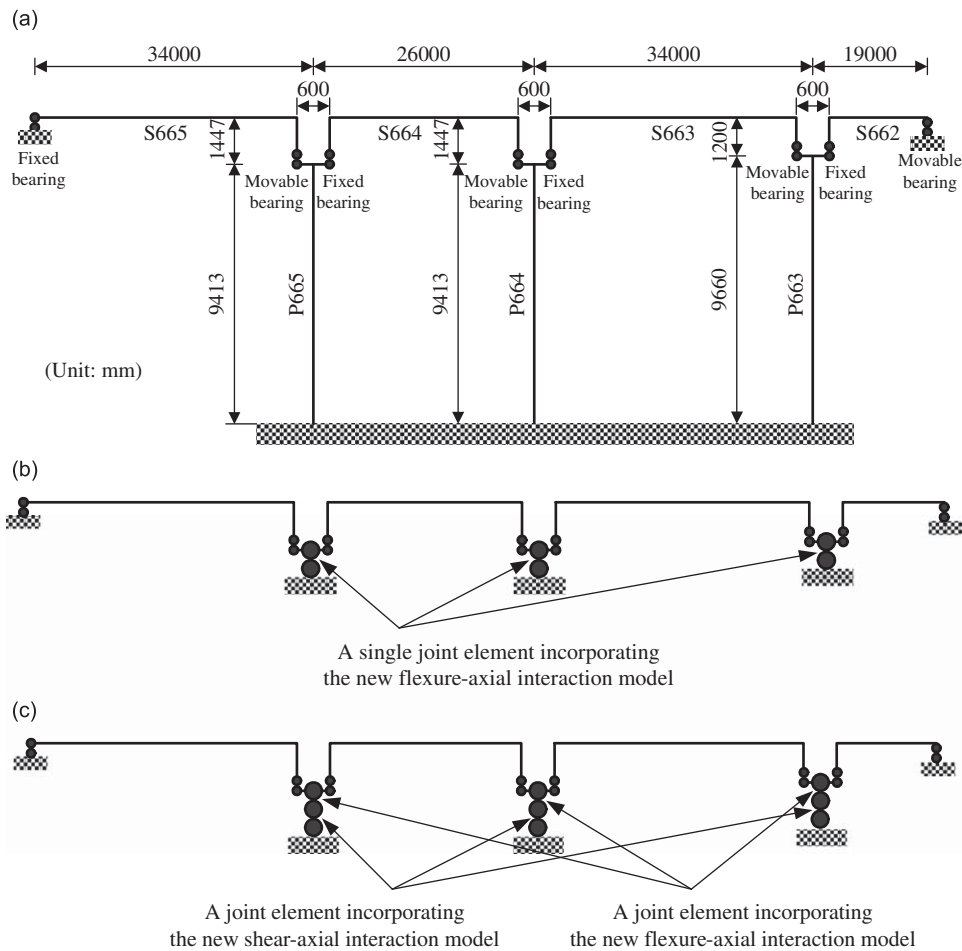 (a)
34000 26000 34000 19000
600 600 600
S665 S664 S663 S662
1447 1447 1200
Fixed
bearing
Movable
bearing
Fixed
bearing
Movable
bearing
Fixed
bearing
Movable
bearing
Fixed
bearing
Movable
bearing
9413 P665 9413 P664 9660 P663
(Unit: mm)
(b)
A single joint element incorporating
the new flexure-axial interaction model
(c)
A joint element incorporating
the new shear-axial interaction model
A joint element incorporating
the new flexure-axial interaction model